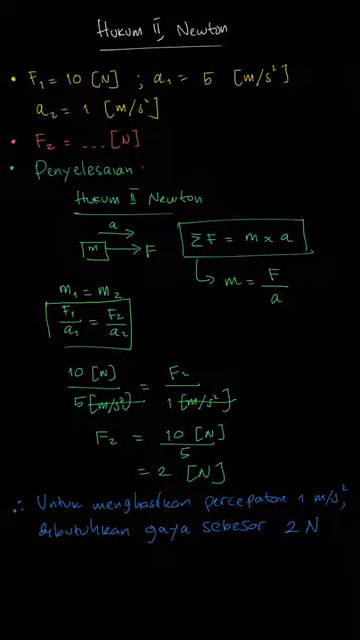 Hukum II Newton
• F₁ = 10 [N] ; a₁ = 5 [m/s²]
a₂ = 1 [m/s²]
• F₂ = ... [N]
• Penyelesaian :
Hukum II Newton
a
m F
ΣF = m x a
m = F / a
m₁ = m₂
F₁ / a₁ = F₂ / a₂
10 [N] / 5 [m/s²] = F₂ / 1 [m/s²]
F₂ = 10 [N] / 5
= 2 [N]
∴ Untuk menghasilkan percepatan 1 m/s²,
dibutuhkan gaya sebesar 2 N